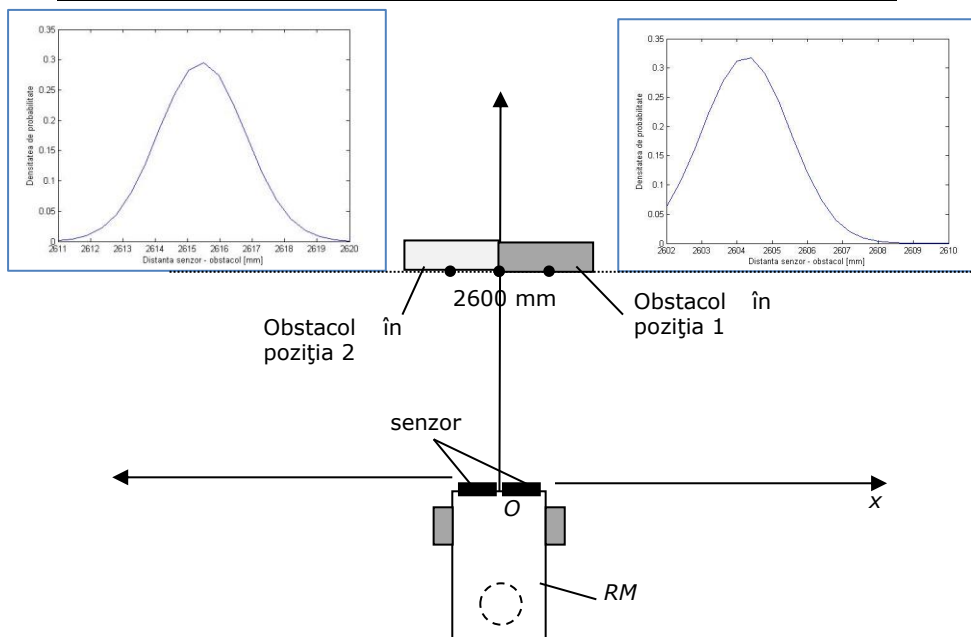 0.35
0.3
0.25
0.2
0.15
0.1
0.05
0
2611 2612 2613 2614 2615 2616 2617 2618 2619 2620
Distanta senzor - obstacol [mm]
Densitatea de probabilitate
0.35
0.3
0.25
0.2
0.15
0.1
0.05
0
2602 2603 2604 2605 2606 2607 2608 2609 2610
Distanta senzor - obstacol [mm]
Densitatea de probabilitate
2600 mm
Obstacol în
poziţia 2
Obstacol în
poziţia 1
senzor
O
x
RM